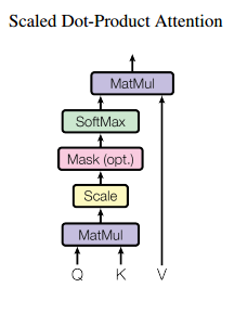 Scaled Dot-Product Attention
MatMul
SoftMax
Mask (opt.)
Scale
MatMul
Q K V